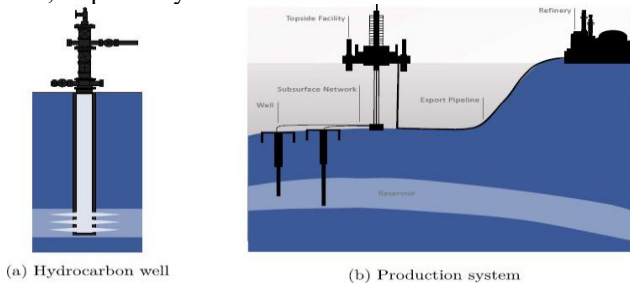 Topside Facility
Refinery
Subsurface Network
Well
Export Pipeline
Reservoir
(a) Hydrocarbon well
(b) Production system